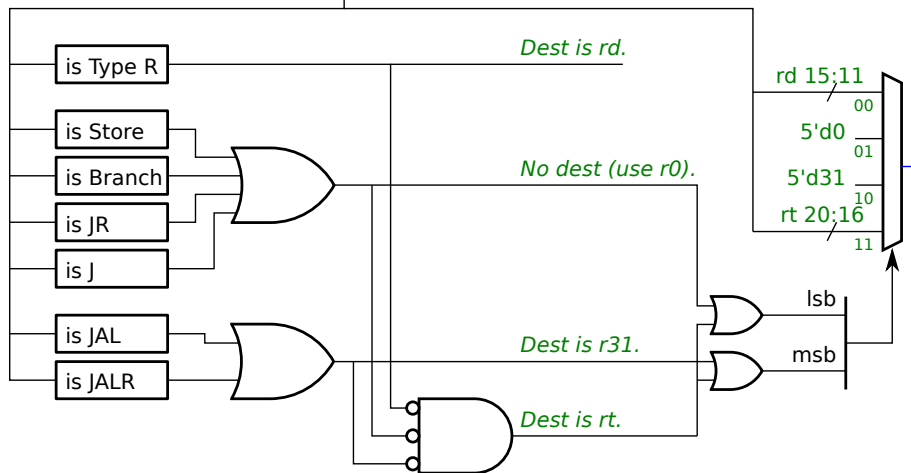 is Type R
Dest is rd.
rd 15:11
00
is Store
5'd0
01
is Branch
No dest (use r0).
5'd31
10
is JR
rt 20:16
11
is J
lsb
is JAL
Dest is r31.
msb
is JALR
Dest is rt.